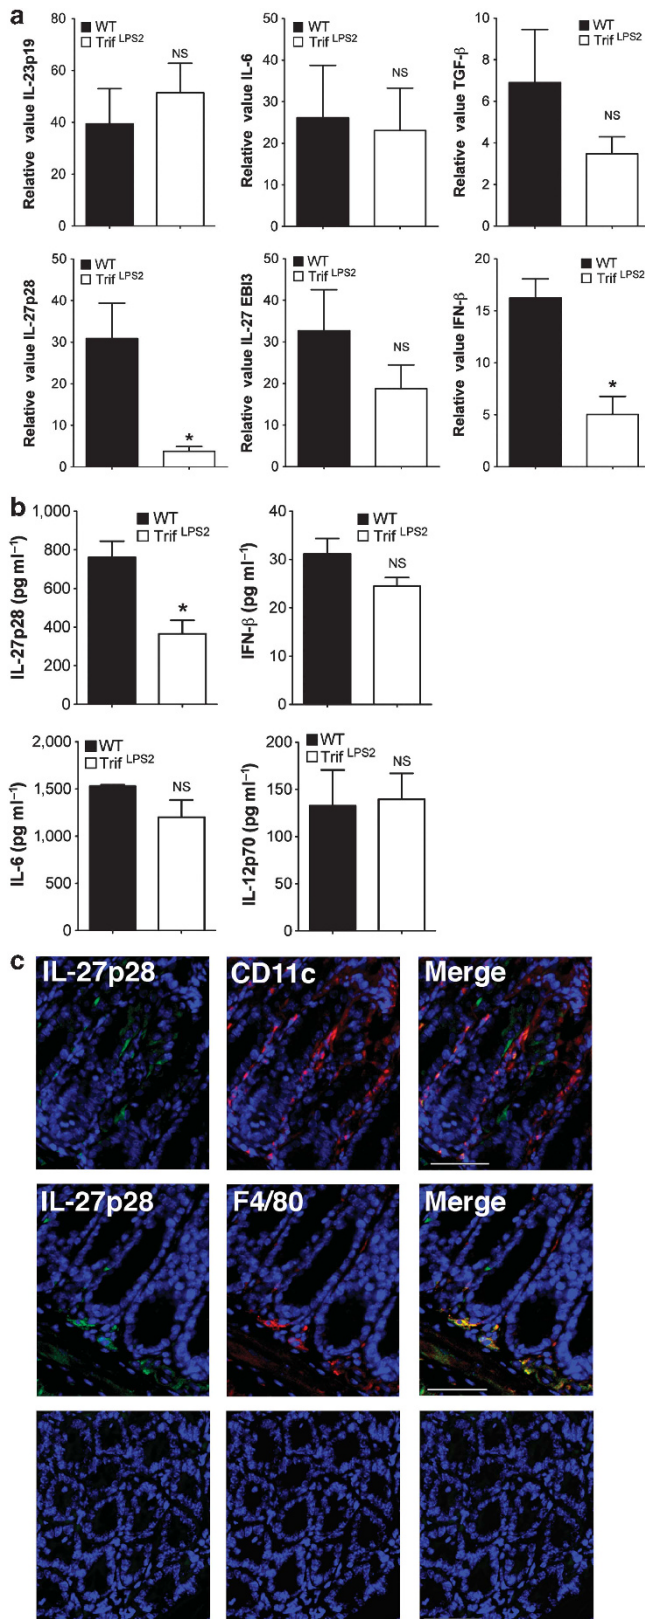 a
WT
Trif LPS2
NS
Relative value IL-23p19
80
60
40
20
0
WT
Trif LPS2
NS
Relative value IL-6
50
40
30
20
10
0
WT
Trif LPS2
NS
Relative value TGF-β
10
8
6
4
2
0
WT
Trif LPS2
*
Relative value IL-27p28
50
40
30
20
10
0
WT
Trif LPS2
NS
Relative value IL-27 EBI3
50
40
30
20
10
0
WT
Trif LPS2
*
Relative value IFN-β
20
15
10
5
0
b
WT
Trif LPS2
*
IL-27p28 (pg ml⁻¹)
1,000
800
600
400
200
0
WT
Trif LPS2
NS
IFN-β (pg ml⁻¹)
40
30
20
10
0
WT
Trif LPS2
NS
IL-6 (pg ml⁻¹)
2,000
1,500
1,000
500
0
WT
Trif LPS2
NS
IL-12p70 (pg ml⁻¹)
200
150
100
50
0
c
IL-27p28 CD11c Merge
IL-27p28 F4/80 Merge